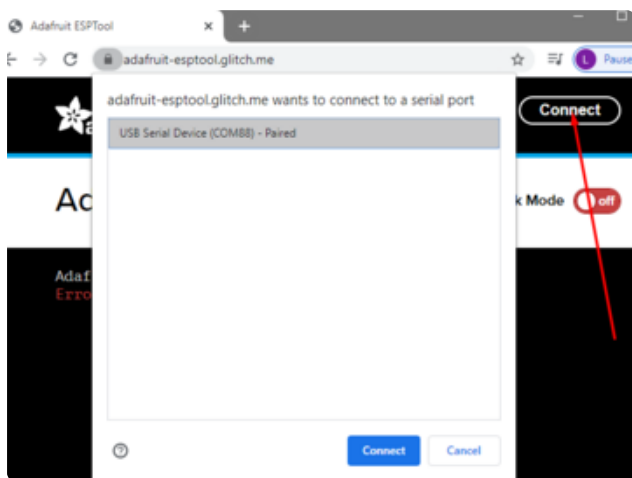 Adafruit ESPTool
adafruit-esptool.glitch.me
L
Pause
adafruit-esptool.glitch.me wants to connect to a serial port
Connect
USB Serial Device (COM88) - Paired
Ad
k Mode
off
Adaf
Erro
Connect
Cancel